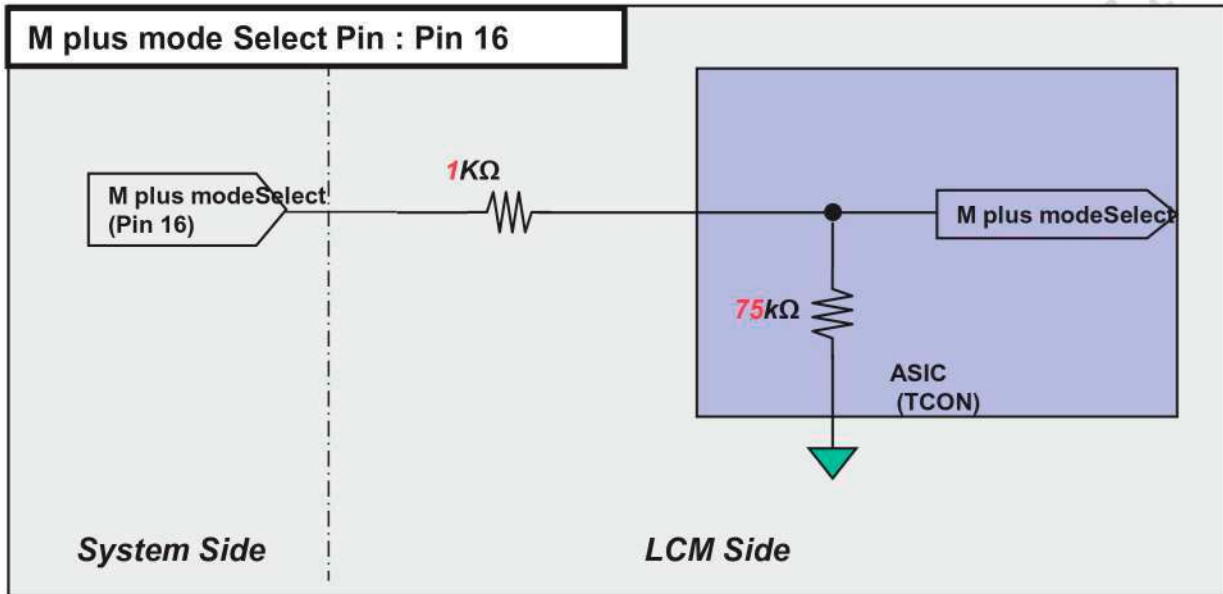 M plus mode Select Pin : Pin 16
M plus modeSelect
(Pin 16)
1KΩ
M plus modeSelect
75kΩ
ASIC
(TCON)
System Side
LCM Side